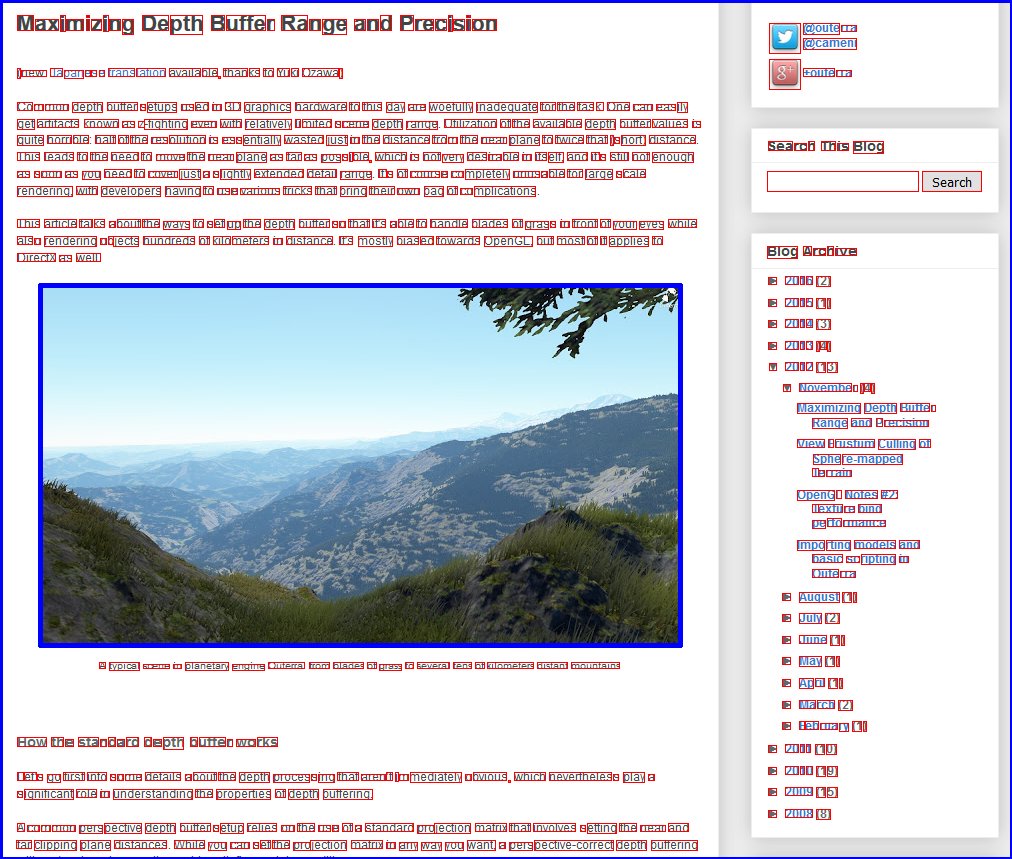 Maximizing Depth Buffer Range and Precision
[new Japanese translation available, thanks to Yuki Ozawa]
Common depth buffer setups used in 3D graphics hardware to this day are woefully inadequate for the task. One can easily
get artifacts known as z-fighting even with relatively limited scene depth range. Utilization of the available depth buffer values is
quite horrible: half of the resolution is essentially wasted just in the distance from the near plane to twice that (short) distance.
This leads to the need to move the near plane as far as possible, which is not very desirable in itself, and it's still not enough
as soon as you need to cover just a slightly extended detail range. It's of course completely unusable for large scale
rendering, with developers having to use various tricks that bring their own bag of complications.
This article talks about the ways to set up the depth buffer so that it's able to handle blades of grass in front of your eyes while
also rendering objects hundreds of kilometers in distance. It's mostly biased towards OpenGL, but most of it applies to
DirectX as well.
A typical scene in planetary engine Outerra: from blades of grass to several tens of kilometers distant mountains
How the standard depth buffer works
Let's go first into some details about the depth processing that aren't immediately obvious, which nevertheless play a
significant role in understanding the properties of depth buffering.
A common perspective depth buffer setup relies on the use of a standard projection matrix that involves setting the near and
far clipping plane distances. While you can set the projection matrix in any way you want, a perspective-correct depth buffering
@outerra
@cameni
+outerra
Search This Blog
Search
Blog Archive
► 2016 (2)
► 2015 (1)
► 2014 (3)
► 2013 (4)
▼ 2012 (13)
▼ November (4)
Maximizing Depth Buffer
Range and Precision
View Frustum Culling of
Sphere-mapped
Terrain
OpenGL Notes #2:
Texture bind
performance
Importing models and
basic scripting in
Outerra
► August (1)
► July (2)
► June (1)
► May (1)
► April (1)
► March (2)
► February (1)
► 2011 (10)
► 2010 (19)
► 2009 (15)
► 2008 (8)